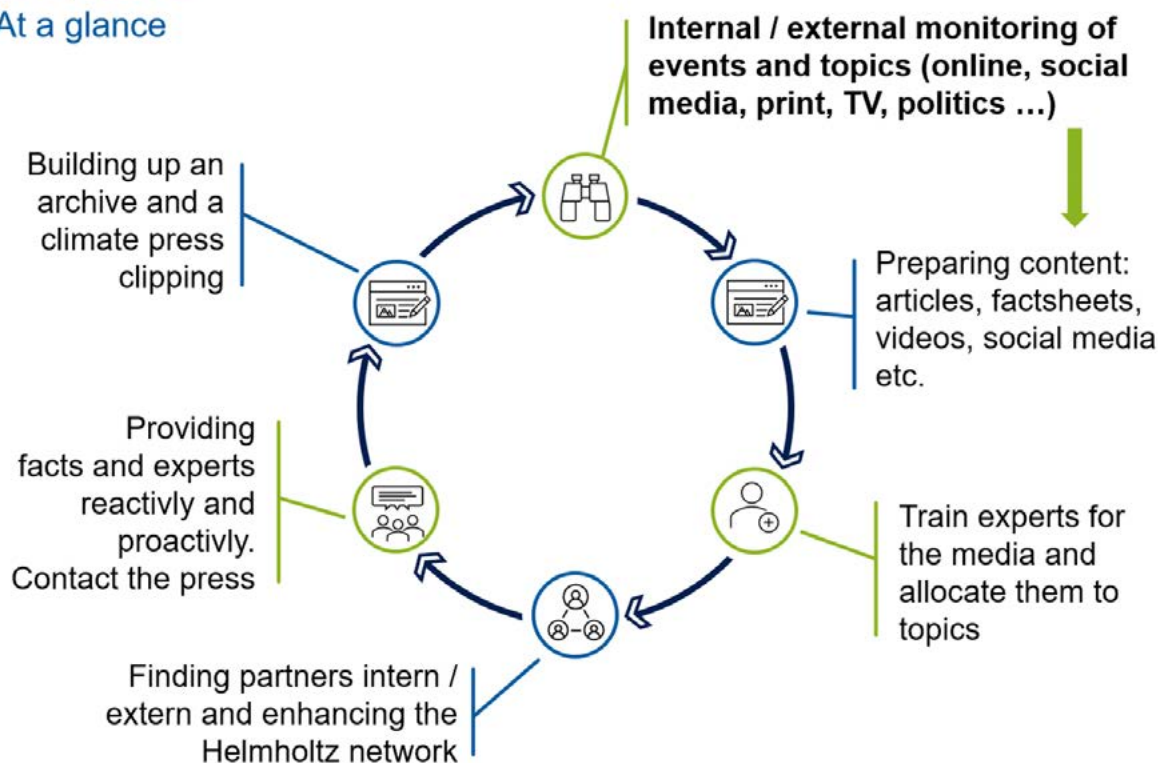 At a glance
Internal / external monitoring of
events and topics (online, social
media, print, TV, politics ...)
Preparing content:
articles, factsheets,
videos, social media
etc.
Train experts for
the media and
allocate them to
topics
Finding partners intern /
extern and enhancing the
Helmholtz network
Providing
facts and experts
reactivly and
proactivly.
Contact the press
Building up an
archive and a
climate press
clipping